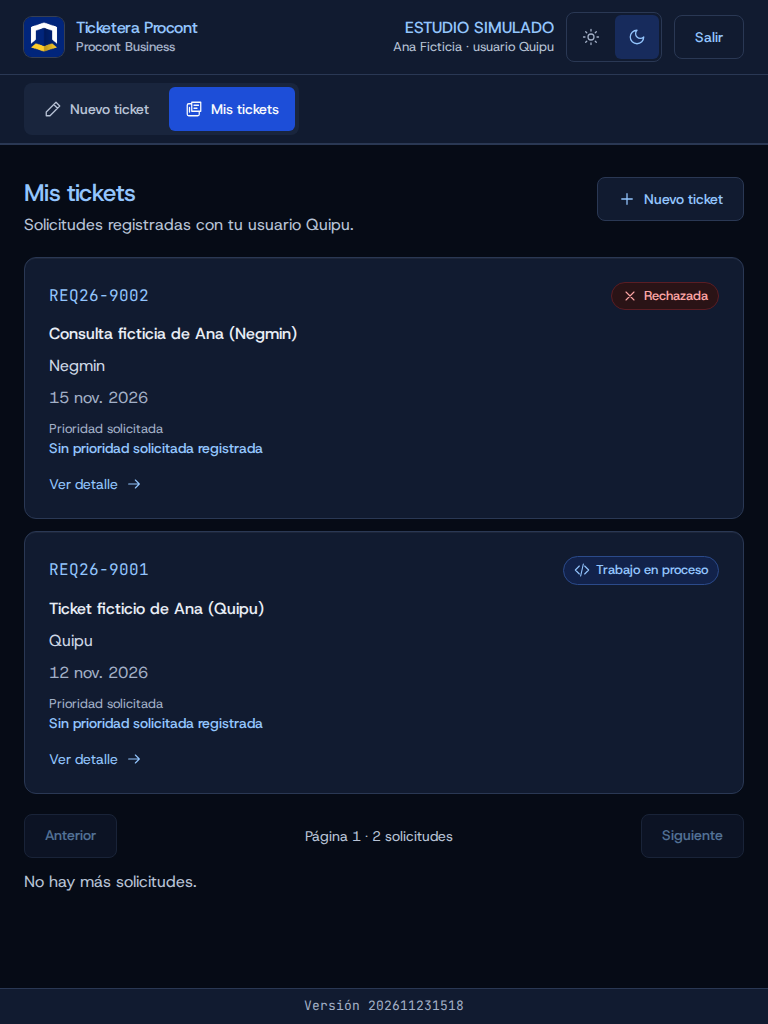 Ticketera Procont
Procont Business
ESTUDIO SIMULADO
Ana Ficticia · usuario Quipu
Salir
Nuevo ticket
Mis tickets
Mis tickets
Solicitudes registradas con tu usuario Quipu.
Nuevo ticket
REQ26-9002
Rechazada
Consulta ficticia de Ana (Negmin)
Negmin
15 nov. 2026
Prioridad solicitada
Sin prioridad solicitada registrada
Ver detalle
REQ26-9001
Trabajo en proceso
Ticket ficticio de Ana (Quipu)
Quipu
12 nov. 2026
Prioridad solicitada
Sin prioridad solicitada registrada
Ver detalle
Anterior
Página 1 · 2 solicitudes
Siguiente
No hay más solicitudes.
Versión 202611231518